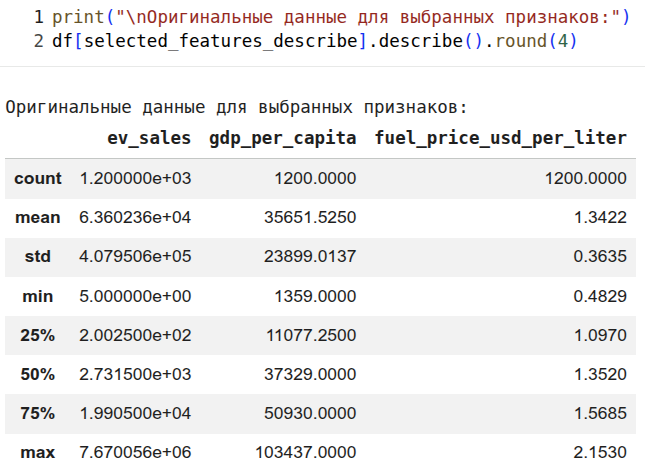 1 print("\nОригинальные данные для выбранных признаков:")
2 df[selected_features_describe].describe().round(4)
Оригинальные данные для выбранных признаков:
ev_sales gdp_per_capita fuel_price_usd_per_liter
count 1.200000e+03 1200.0000 1200.0000
mean 6.360236e+04 35651.5250 1.3422
std 4.079506e+05 23899.0137 0.3635
min 5.000000e+00 1359.0000 0.4829
25% 2.002500e+02 11077.2500 1.0970
50% 2.731500e+03 37329.0000 1.3520
75% 1.990500e+04 50930.0000 1.5685
max 7.670056e+06 103437.0000 2.1530